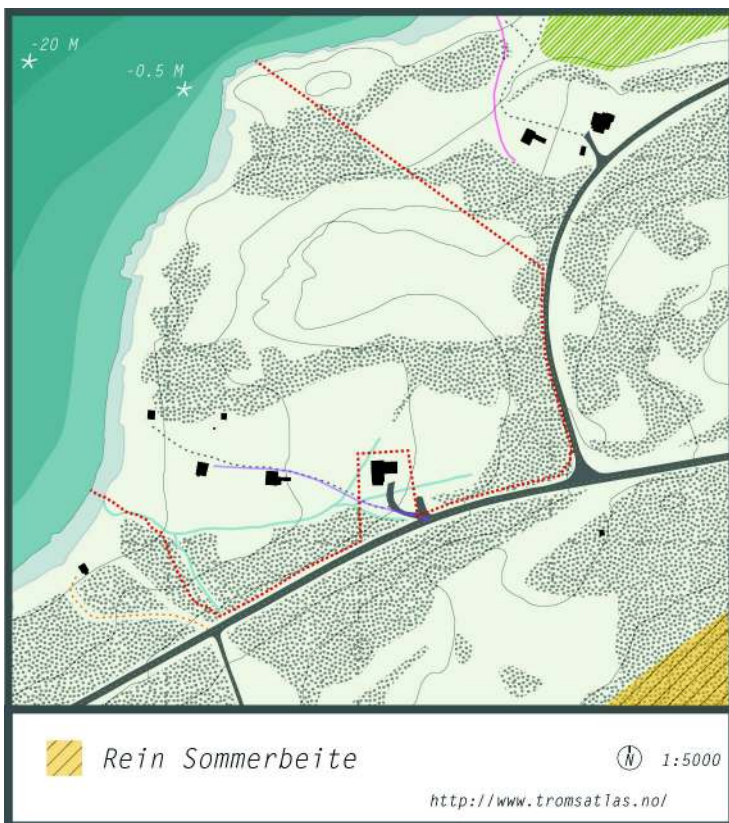 -20 M
-0.5 M
Rein Sommerbeite
N 1:5000
http://www.tromsatlas.no/